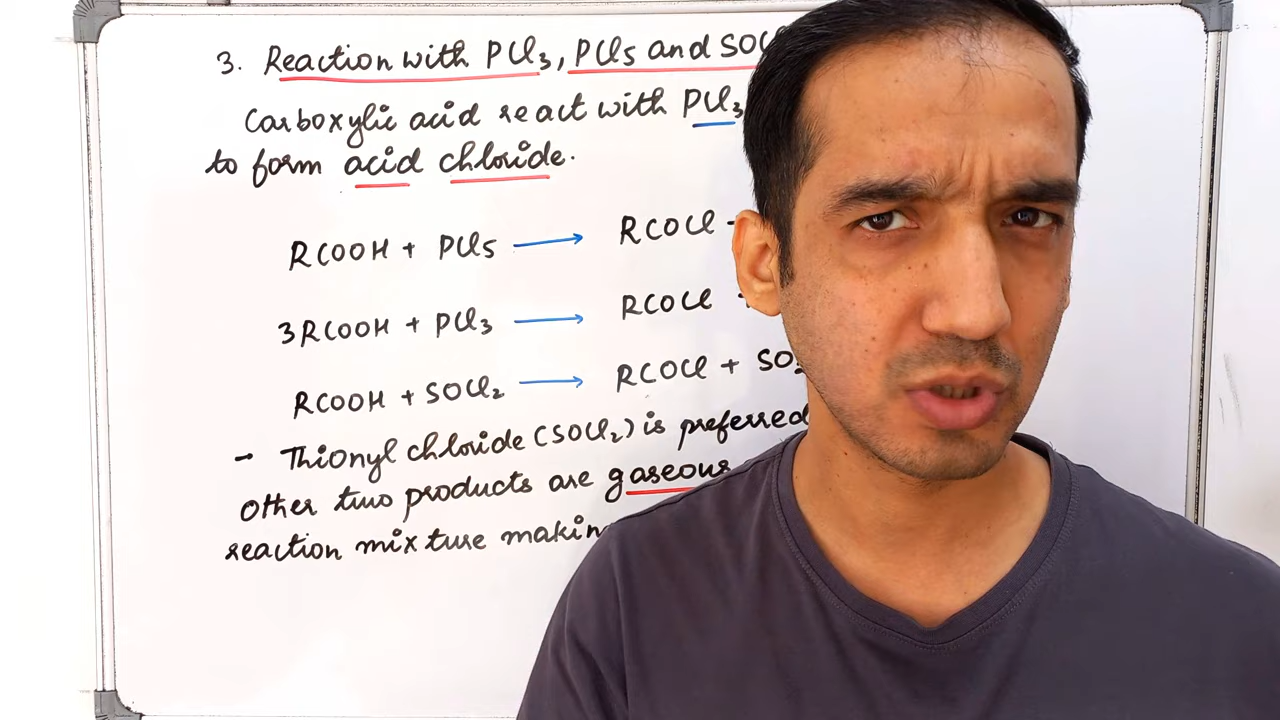 3. Reaction with PCl₃, PCl₅ and SOCl
Carboxylic acid react with PCl₃,
to form acid chloride.
RCOOH + PCl₅ ⟶ RCOCl -
3RCOOH + PCl₃ ⟶ RCOCl
RCOOH + SOCl₂ ⟶ RCOCl + SO₂
- Thionyl chloride (SOCl₂) is preferred
other two products are gaseous
reaction mixture making